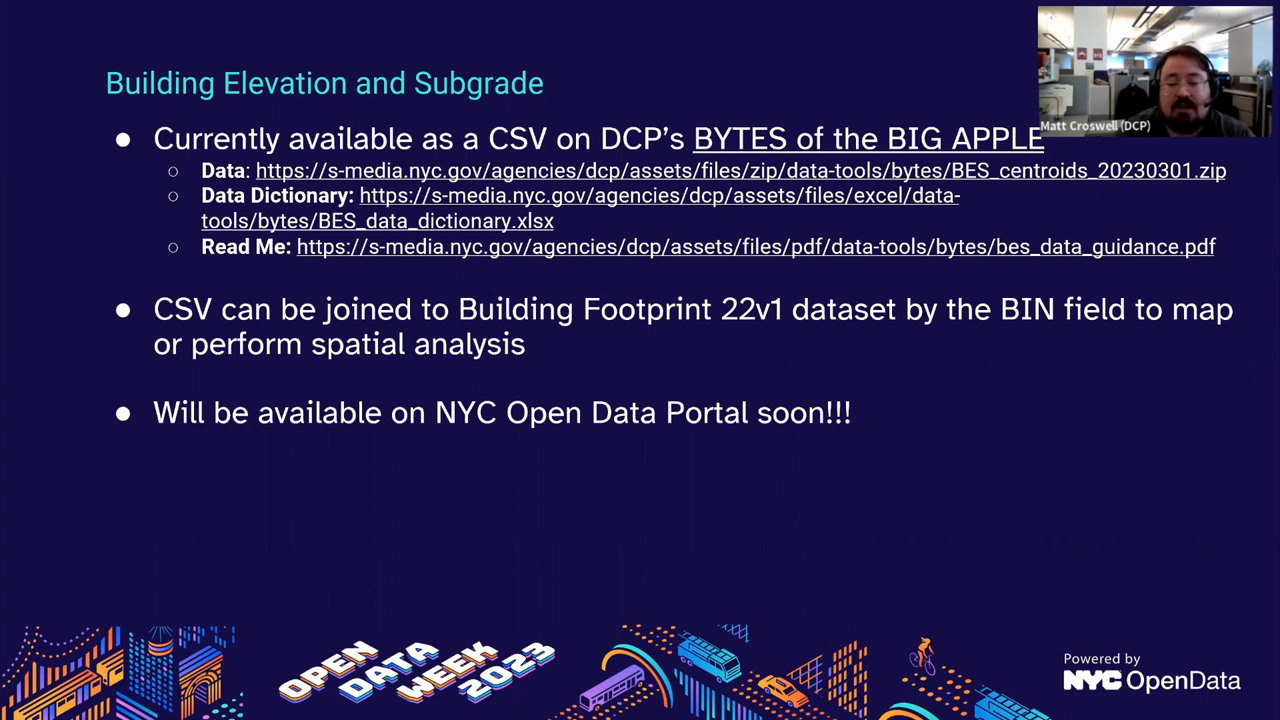 Building Elevation and Subgrade
● Currently available as a CSV on DCP's BYTES of the BIG APPLE
○ Data: https://s-media.nyc.gov/agencies/dcp/assets/files/zip/data-tools/bytes/BES_centroids_20230301.zip
○ Data Dictionary: https://s-media.nyc.gov/agencies/dcp/assets/files/excel/data-
tools/bytes/BES_data_dictionary.xlsx
○ Read Me: https://s-media.nyc.gov/agencies/dcp/assets/files/pdf/data-tools/bytes/bes_data_guidance.pdf
● CSV can be joined to Building Footprint 22v1 dataset by the BIN field to map
or perform spatial analysis
● Will be available on NYC Open Data Portal soon!!!
Matt Croswell (DCP)
OPEN
DATA
WEEK
2023
Powered by
NYC OpenData